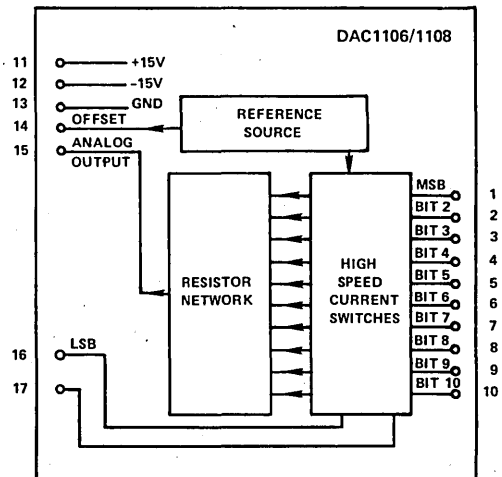 DAC1106/1108
11 +15V
12 -15V
13 GND
14 OFFSET
15 ANALOG
OUTPUT
REFERENCE
SOURCE
RESISTOR
NETWORK
HIGH
SPEED
CURRENT
SWITCHES
MSB 1
BIT 2 2
BIT 3 3
BIT 4 4
BIT 5 5
BIT 6 6
BIT 7 7
BIT 8 8
BIT 9 9
BIT 10 10
16 LSB
17